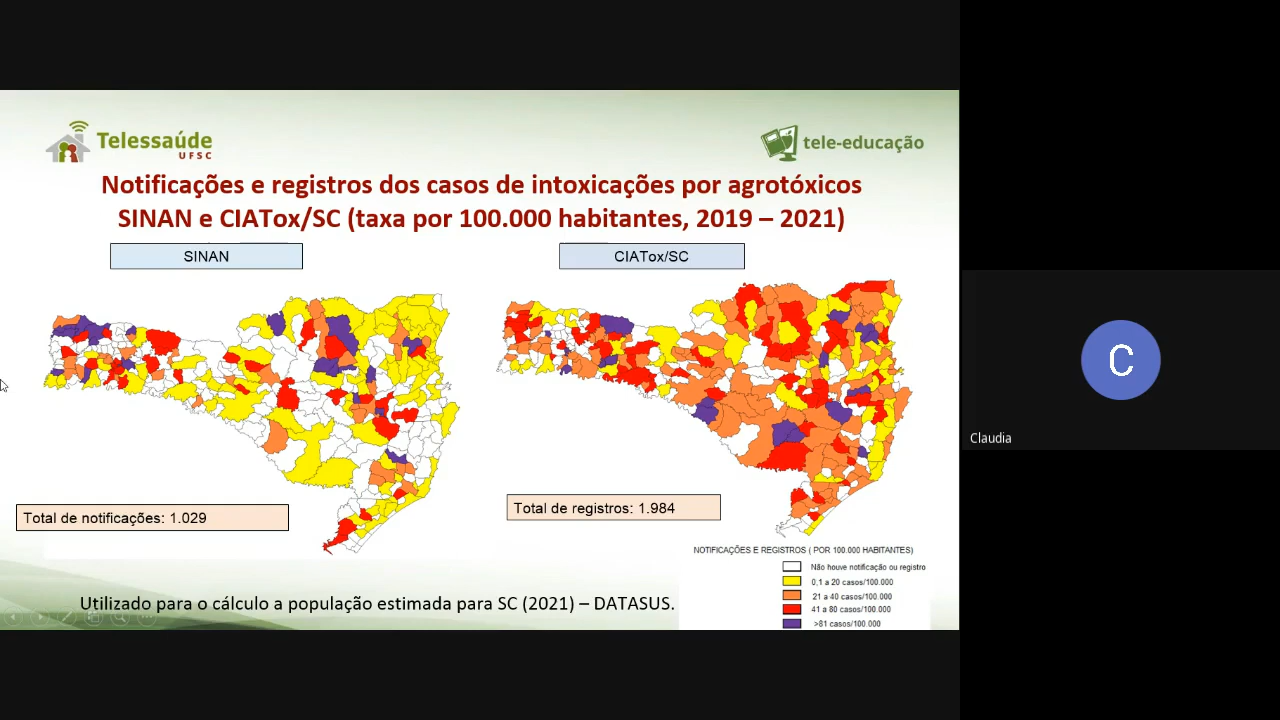 Telessaúde
UFSC
tele-educação
Notificações e registros dos casos de intoxicações por agrotóxicos
SINAN e CIATox/SC (taxa por 100.000 habitantes, 2019 – 2021)
SINAN
CIATox/SC
Total de notificações: 1.029
Total de registros: 1.984
NOTIFICAÇÕES E REGISTROS ( POR 100.000 HABITANTES)
Não houve notificação ou registro
0,1 a 20 casos/100.000
21 a 40 casos/100.000
41 a 80 casos/100.000
>81 casos/100.000
Utilizado para o cálculo a população estimada para SC (2021) – DATASUS.
C
Claudia